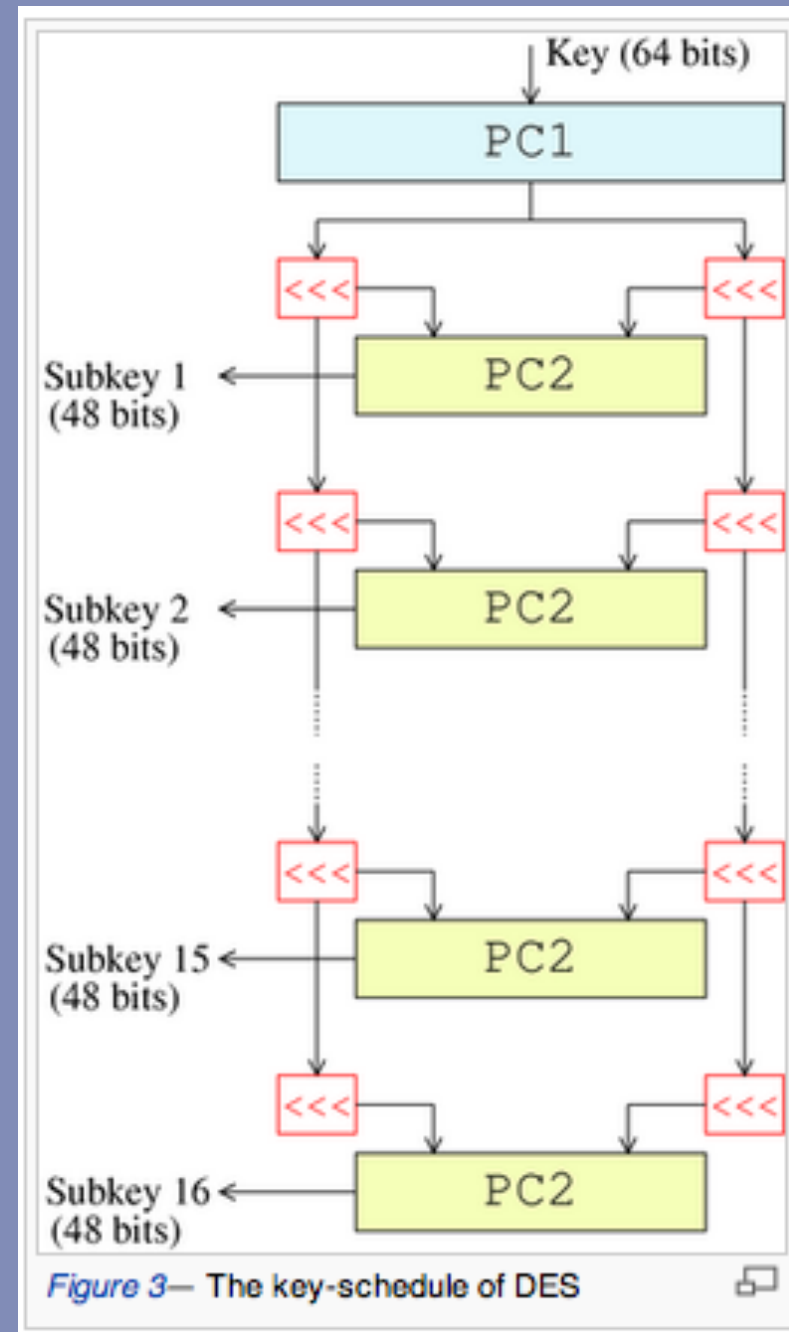 Key (64 bits)
PC1
<<< <<<
PC2
Subkey 1
(48 bits)
<<< <<<
PC2
Subkey 2
(48 bits)
<<< <<<
PC2
Subkey 15
(48 bits)
<<< <<<
PC2
Subkey 16
(48 bits)
Figure 3— The key-schedule of DES